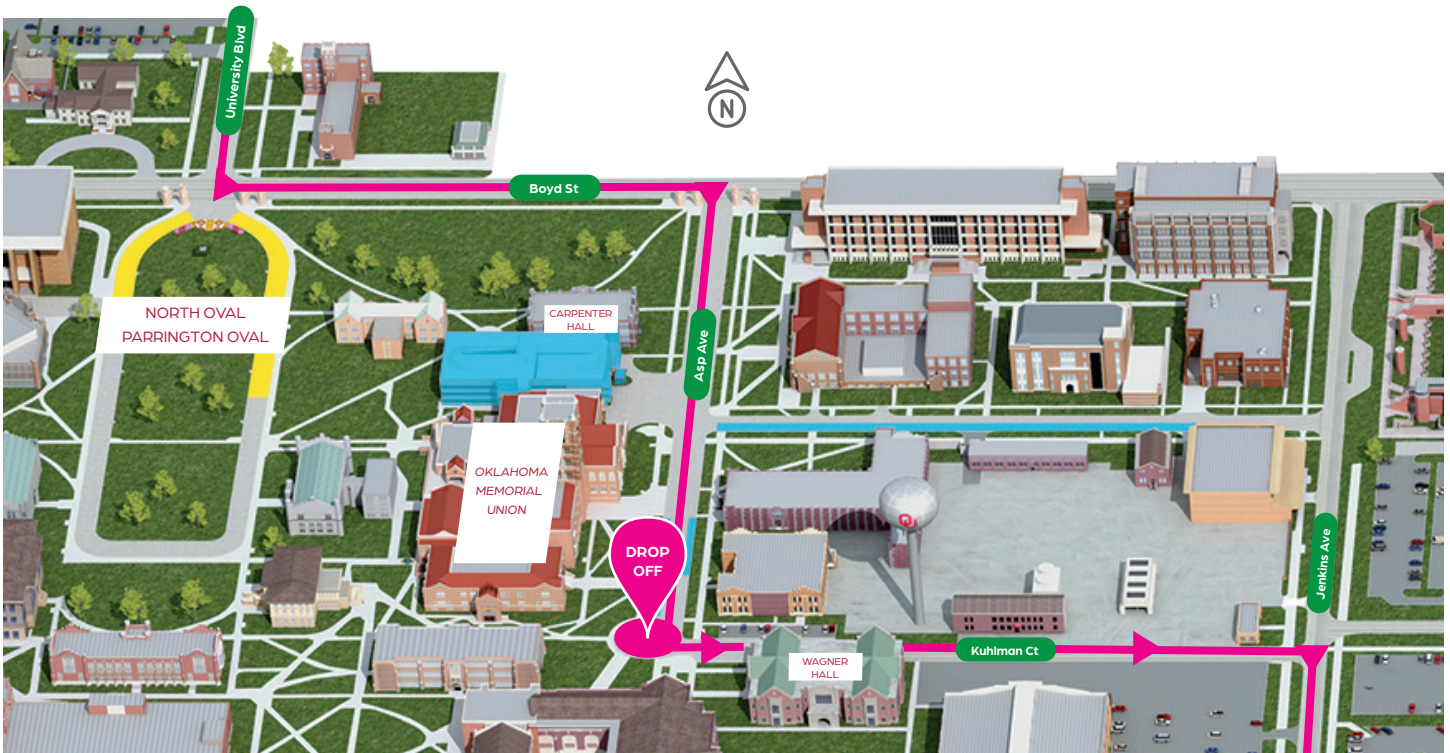 University Blvd
N
Boyd St
NORTH OVAL
PARRINGTON OVAL
CARPENTER
HALL
Asp Ave
OKLAHOMA
MEMORIAL
UNION
DROP
OFF
Jenkins Ave
Kuhlman Ct
WAGNER
HALL